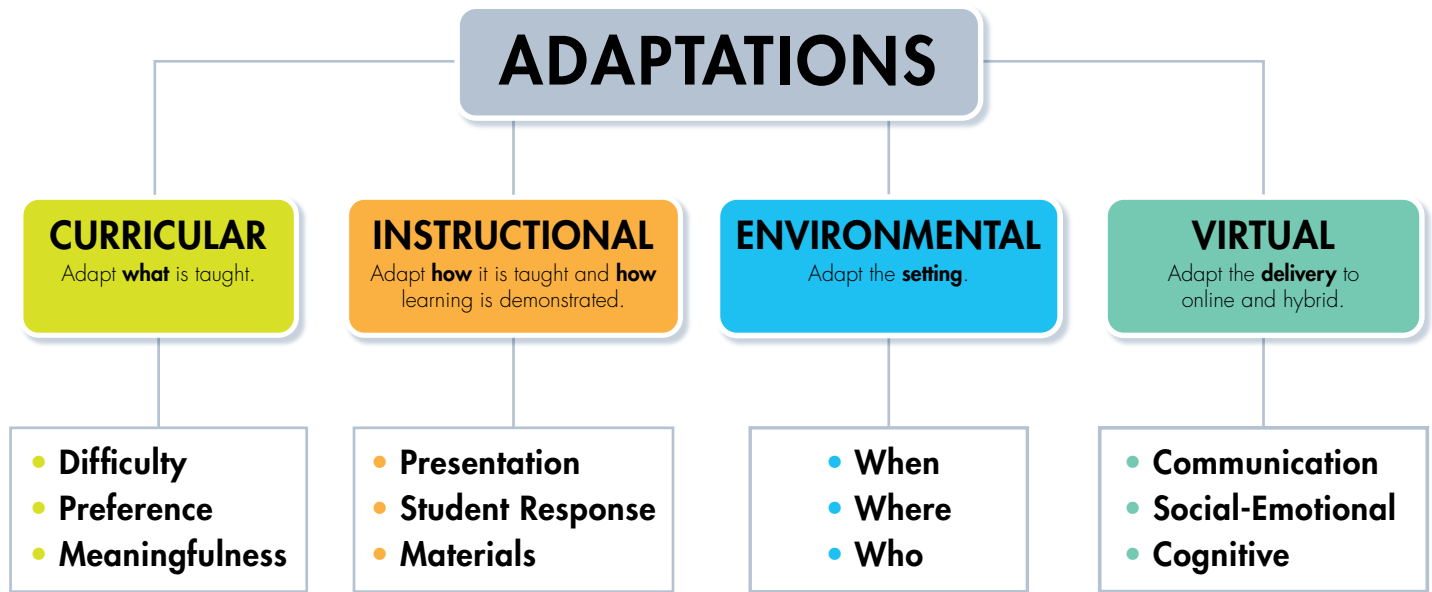 ADAPTATIONS
CURRICULAR
Adapt what is taught.
INSTRUCTIONAL
Adapt how it is taught and how
learning is demonstrated.
ENVIRONMENTAL
Adapt the setting.
VIRTUAL
Adapt the delivery to
online and hybrid.
• Difficulty
• Preference
• Meaningfulness
• Presentation
• Student Response
• Materials
• When
• Where
• Who
• Communication
• Social-Emotional
• Cognitive